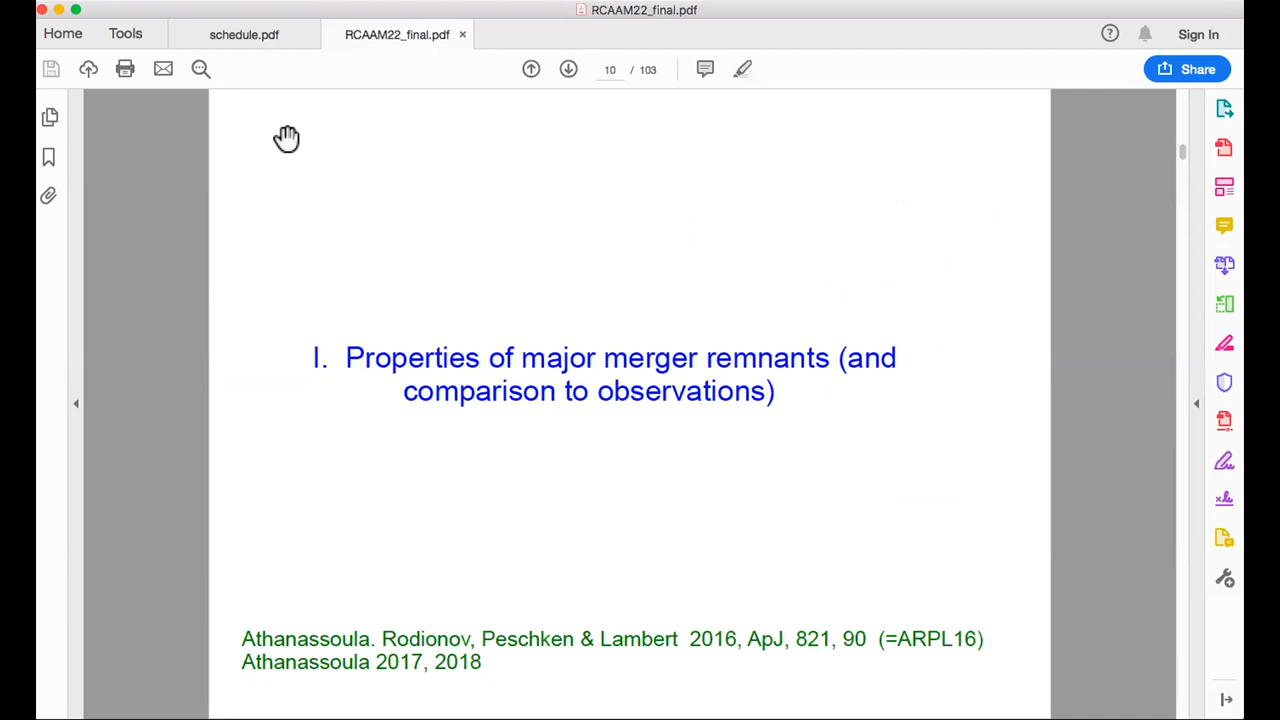 RCAAM22_final.pdf
Home Tools schedule.pdf RCAAM22_final.pdf × Sign In
10 / 103 Share
I. Properties of major merger remnants (and
comparison to observations)
Athanassoula. Rodionov, Peschken & Lambert 2016, ApJ, 821, 90 (=ARPL16)
Athanassoula 2017, 2018